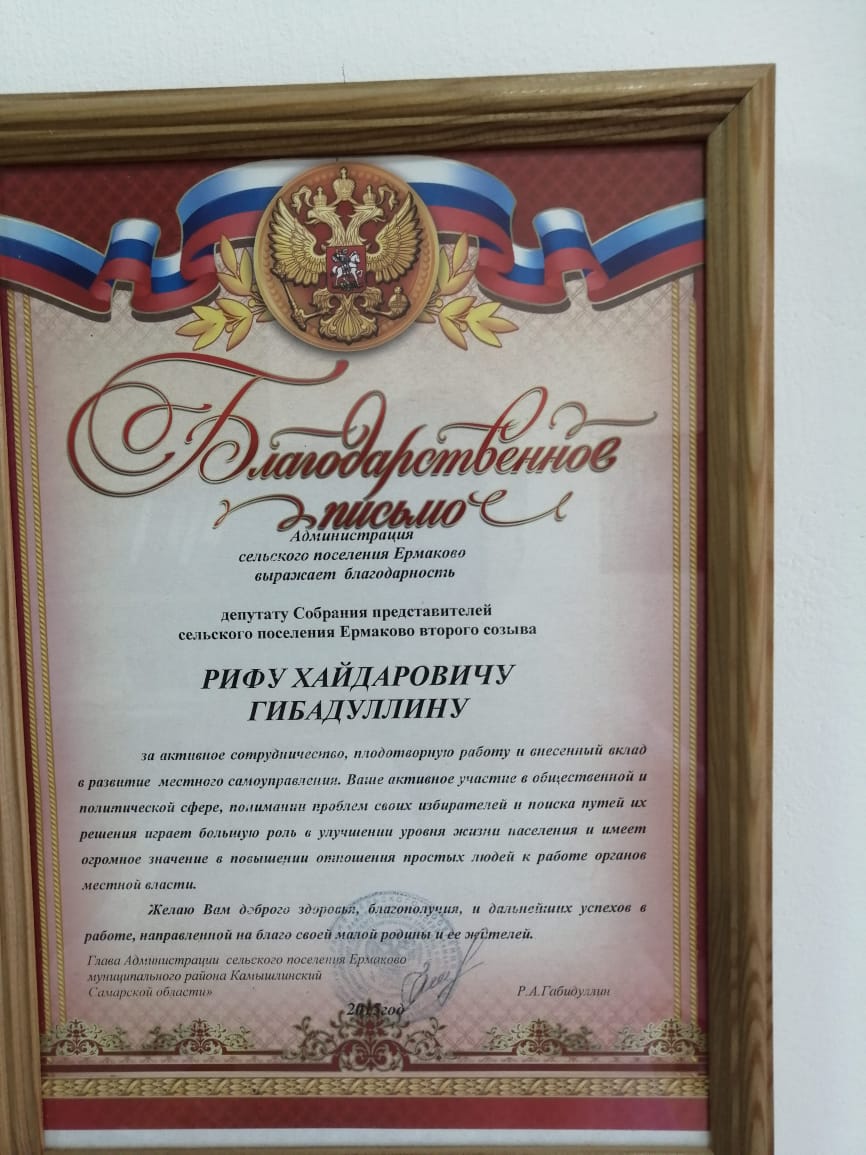 Благодарственное
письмо
Администрация
сельского поселения Ермаково
выражает благодарность
депутату Собрания представителей
сельского поселения Ермаково второго созыва
РИФУ ХАЙДАРОВИЧУ
ГИБАДУЛЛИНУ
за активное сотрудничество, плодотворную работу и внесенный вклад
в развитие местного самоуправления. Ваше активное участие в общественной и
политической сфере, понимании проблем своих избирателей и поиска путей их
решения играет большую роль в улучшении уровня жизни населения и имеет
огромное значение в повышении отношения простых людей к работе органов
местной власти.
Желаю Вам доброго здоровья, благополучия, и дальнейших успехов в
работе, направленной на благо своей малой родины и ее жителей.
Глава Администрации сельского поселения Ермаково
муниципального района Камышлинский
Самарской области»
Р.А.Габидуллин
2015год